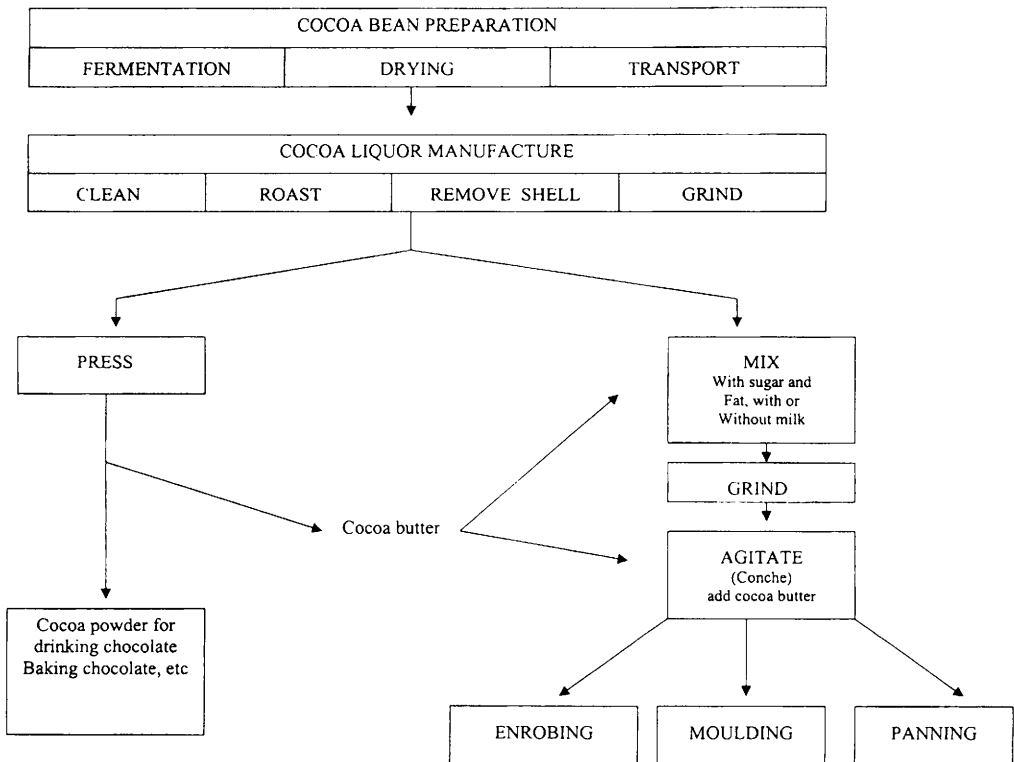 COCOA BEAN PREPARATION
FERMENTATION DRYING TRANSPORT
COCOA LIQUOR MANUFACTURE
CLEAN ROAST REMOVE SHELL GRIND
PRESS
MIX
With sugar and
Fat, with or
Without milk
GRIND
Cocoa butter
AGITATE
(Conche)
add cocoa butter
Cocoa powder for
drinking chocolate
Baking chocolate, etc
ENROBING MOULDING PANNING